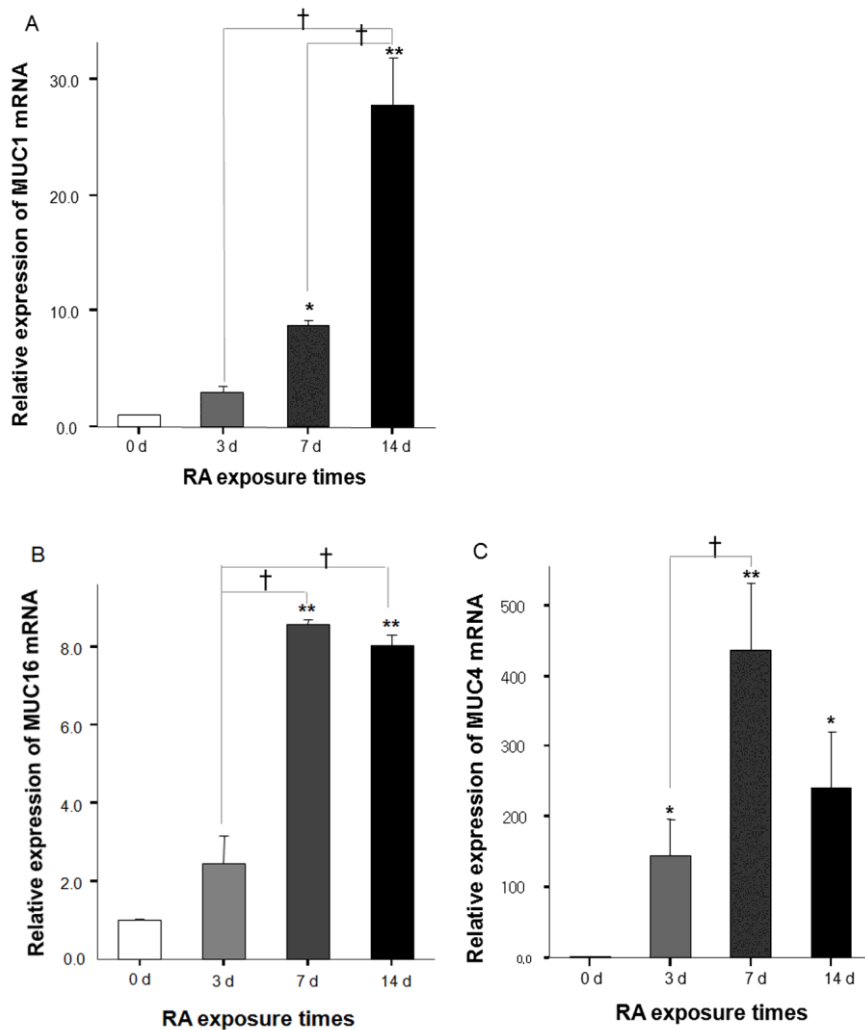 A
Relative expression of MUC1 mRNA
30.0
20.0
10.0
0.0
†
†
*
**
0 d 3 d 7 d 14 d
RA exposure times
B
Relative expression of MUC16 mRNA
8.0
6.0
4.0
2.0
0.0
†
†
**
**
0 d 3 d 7 d 14 d
RA exposure times
C
Relative expression of MUC4 mRNA
500
400
300
200
100
0,0
†
*
**
*
0 d 3 d 7 d 14 d
RA exposure times